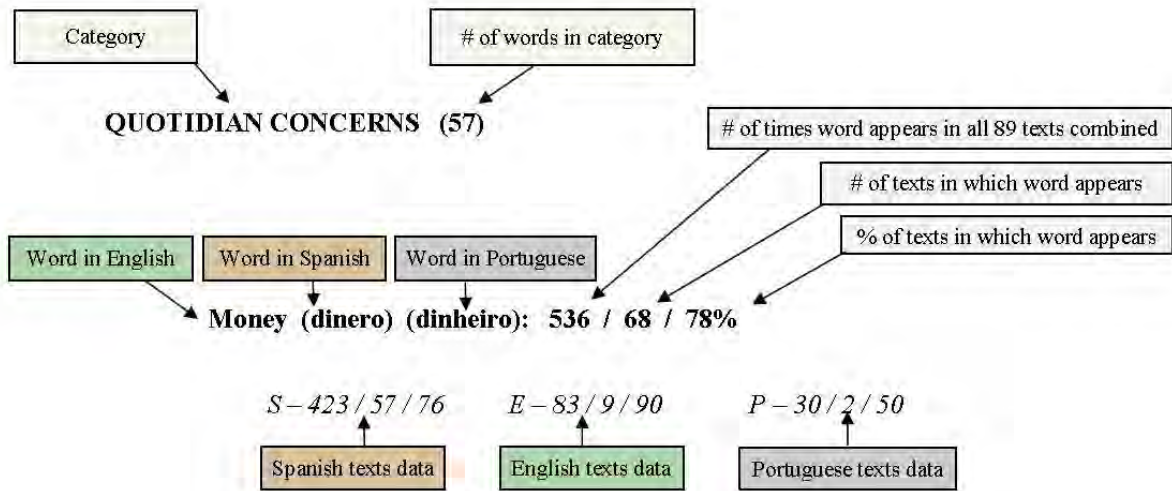 Category
# of words in category
QUOTIDIAN CONCERNS (57)
# of times word appears in all 89 texts combined
# of texts in which word appears
% of texts in which word appears
Word in English
Word in Spanish
Word in Portuguese
Money (dinero) (dinheiro): 536 / 68 / 78%
S – 423 / 57 / 76
E – 83 / 9 / 90
P – 30 / 2 / 50
Spanish texts data
English texts data
Portuguese texts data